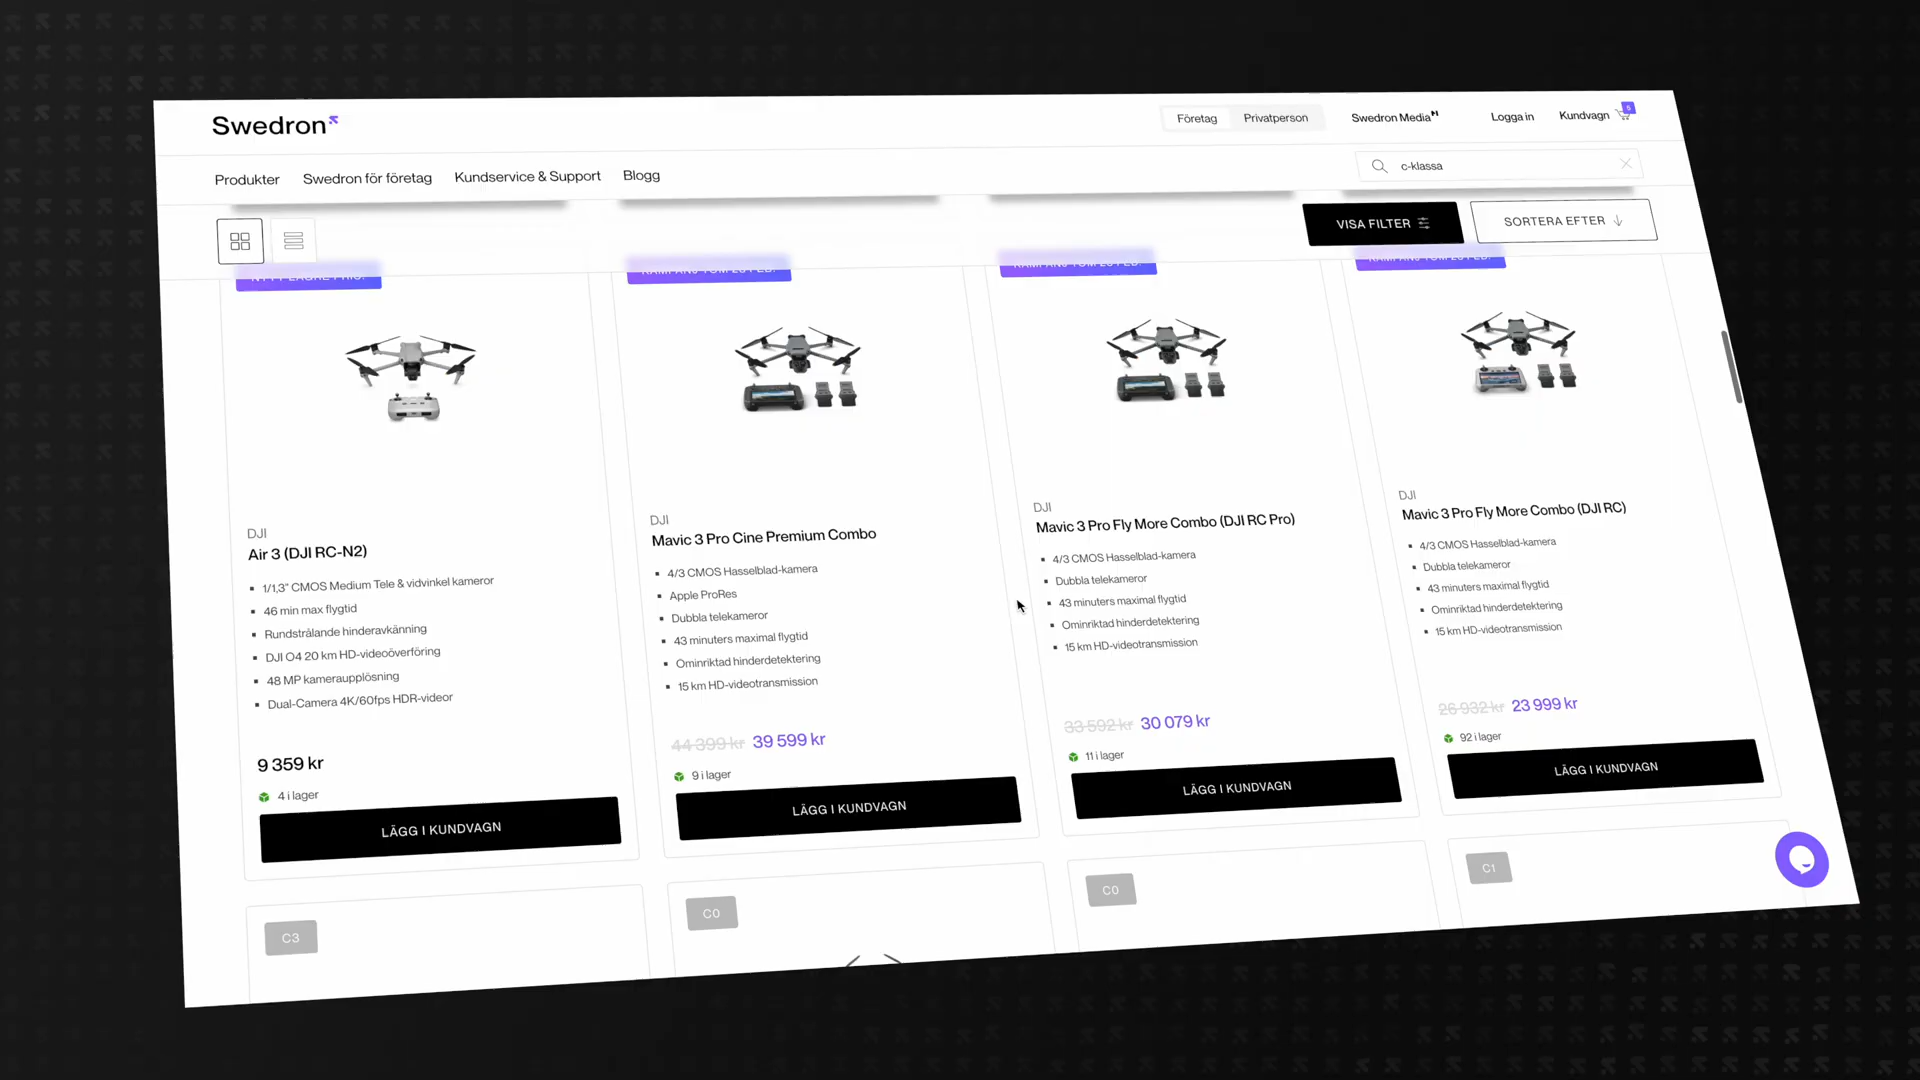 Swedron
Företag
Privatperson
Swedron Media
Logga in
Kundvagn
5
Produkter
Swedron för företag
Kundservice & Support
Blogg
c-klassa
VISA FILTER
SORTERA EFTER
DJI
Air 3 (DJI RC-N2)
1/1,3" CMOS Medium Tele & vidvinkel kameror
46 min max flygtid
Rundstrålande hinderavkänning
DJI O4 20 km HD-videoöverföring
48 MP kameraupplösning
Dual-Camera 4K/60fps HDR-videor
9 359 kr
4 i lager
LÄGG I KUNDVAGN
DJI
Mavic 3 Pro Cine Premium Combo
4/3 CMOS Hasselblad-kamera
Apple ProRes
Dubbla telekameror
43 minuters maximal flygtid
Ominriktad hinderdetektering
15 km HD-videotransmission
44 399 kr 39 599 kr
9 i lager
LÄGG I KUNDVAGN
DJI
Mavic 3 Pro Fly More Combo (DJI RC Pro)
4/3 CMOS Hasselblad-kamera
Dubbla telekameror
43 minuters maximal flygtid
Ominriktad hinderdetektering
15 km HD-videotransmission
33 592 kr 30 079 kr
11 i lager
LÄGG I KUNDVAGN
DJI
Mavic 3 Pro Fly More Combo (DJI RC)
4/3 CMOS Hasselblad-kamera
Dubbla telekameror
43 minuters maximal flygtid
Ominriktad hinderdetektering
15 km HD-videotransmission
26 932 kr 23 999 kr
92 i lager
LÄGG I KUNDVAGN
C3
C0
C0
C1